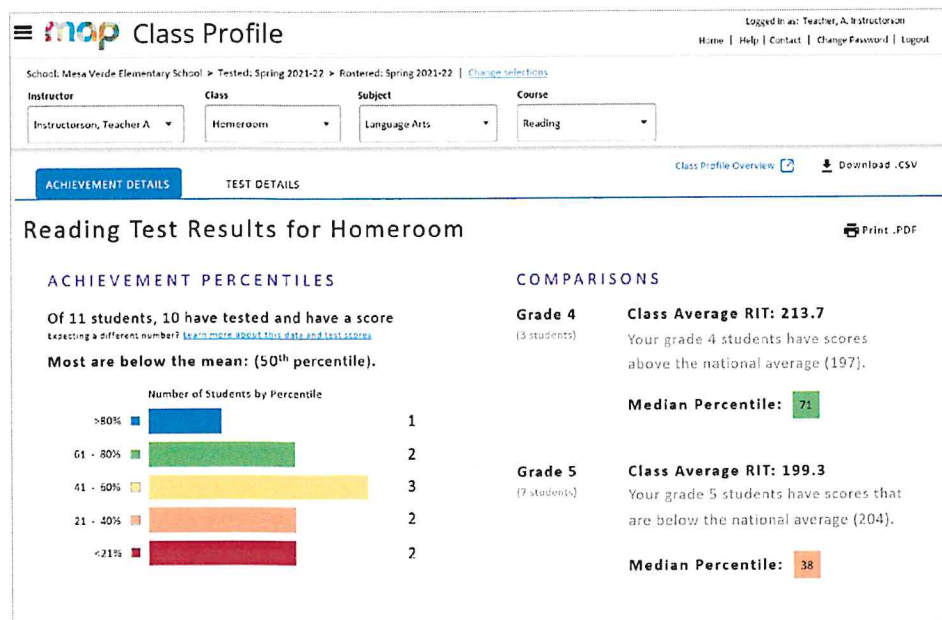 map Class Profile
Logged in as: Teacher, A. Instructorson
Home | Help | Contact | Change Password | Logout
School: Mesa Verde Elementary School > Tested: Spring 2021-22 > Rostered: Spring 2021-22 | Change selections
Instructor Class Subject Course
Instructorson, Teacher A Homeroom Language Arts Reading
Class Profile Overview Download .CSV
ACHIEVEMENT DETAILS TEST DETAILS
Reading Test Results for Homeroom
Print .PDF
ACHIEVEMENT PERCENTILES
Of 11 students, 10 have tested and have a score
Expecting a different number? Learn more about this data and test scores
Most are below the mean: (50th percentile).
Number of Students by Percentile
>80% 1
61 - 80% 2
41 - 60% 3
21 - 40% 2
<21% 2
COMPARISONS
Grade 4 Class Average RIT: 213.7
(3 students) Your grade 4 students have scores
above the national average (197).
Median Percentile: 71
Grade 5 Class Average RIT: 199.3
(7 students) Your grade 5 students have scores that
are below the national average (204).
Median Percentile: 38